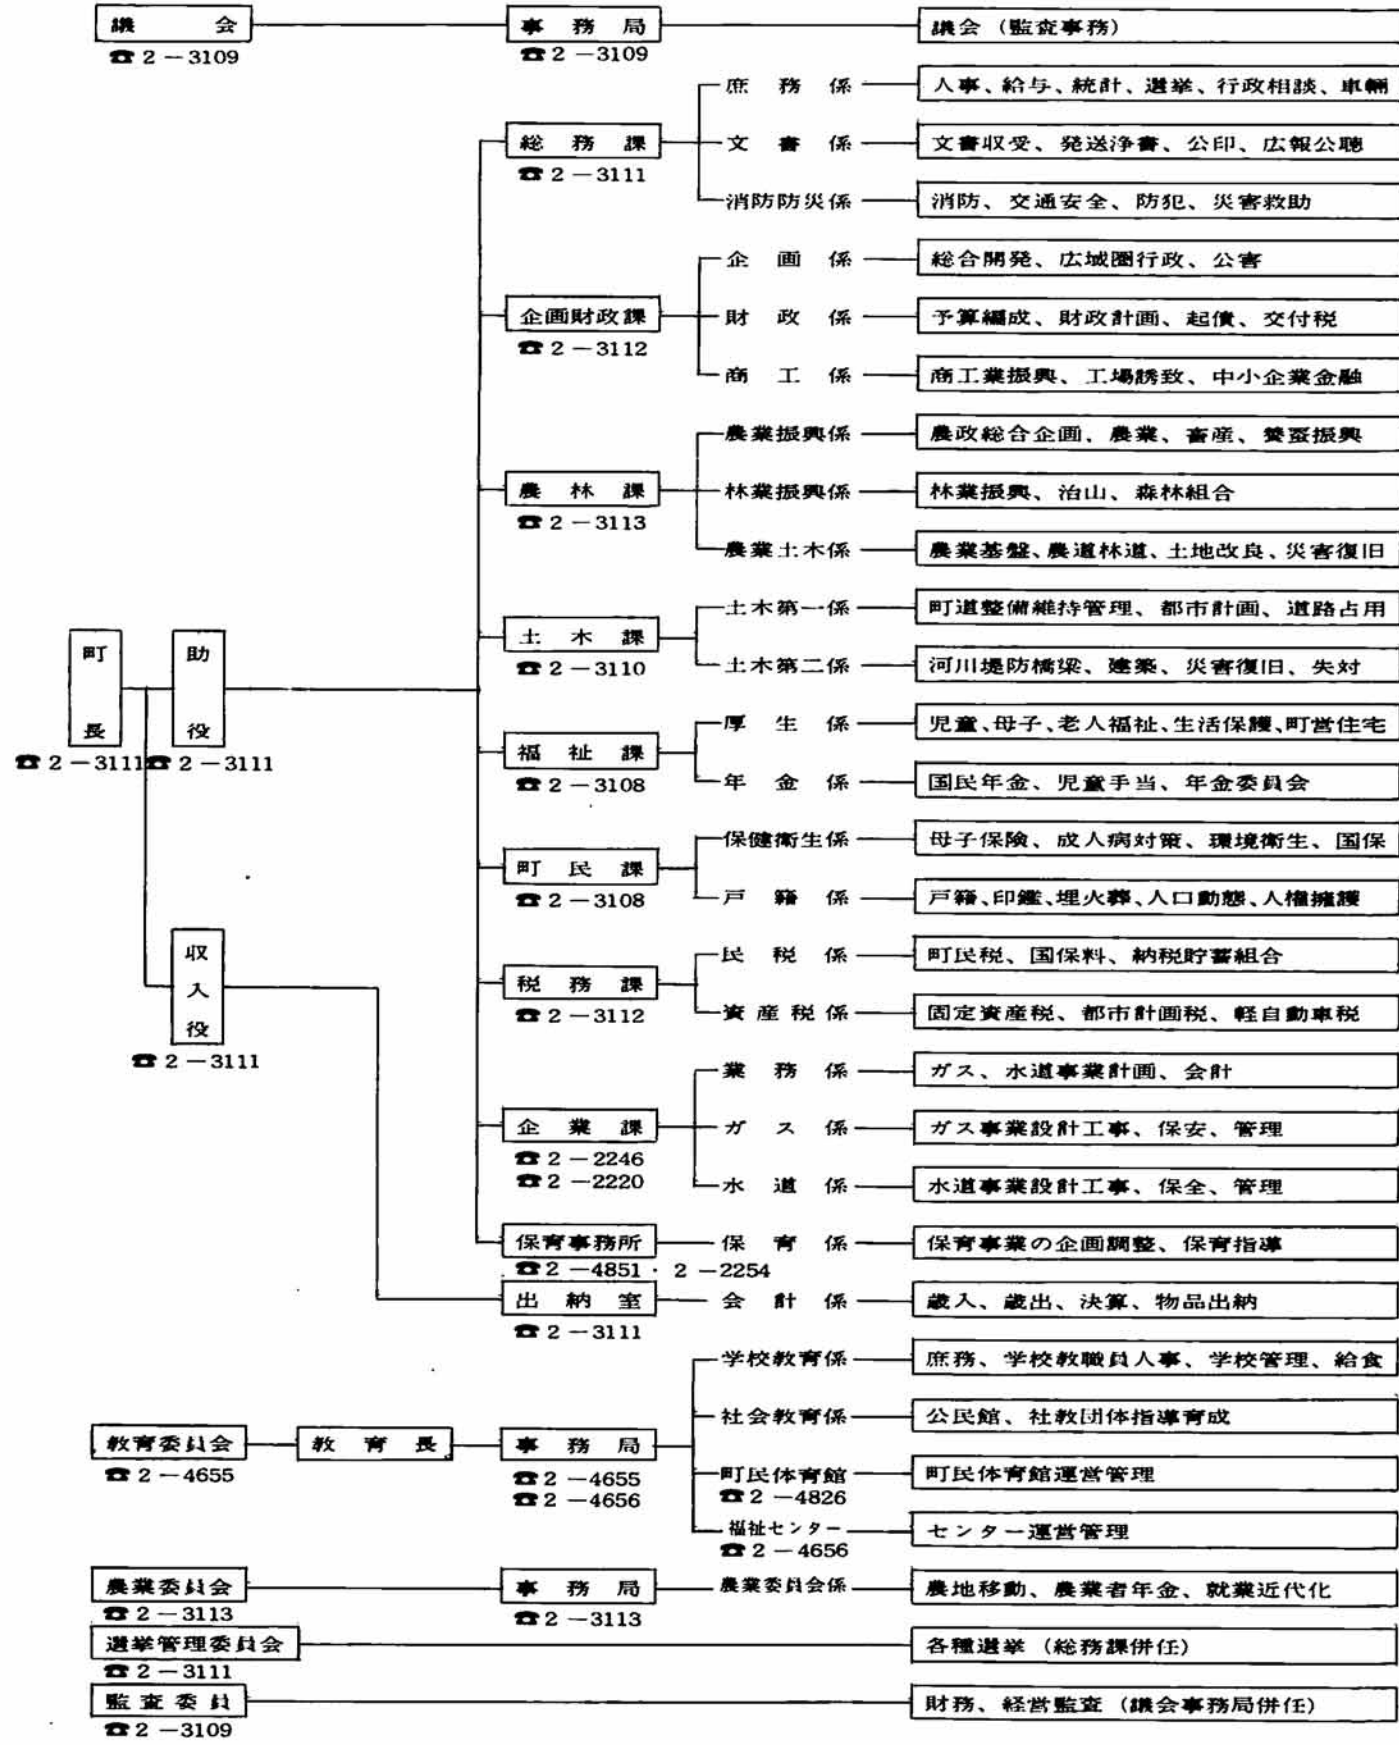 議会 事務局 議会（監査事務）
☎2－3109 ☎2－3109
庶務係 人事、給与、統計、選挙、行政相談、車輛
総務課 文書係 文書収受、発送浄書、公印、広報公聴
☎2－3111
消防防災係 消防、交通安全、防犯、災害救助
企画係 総合開発、広域圏行政、公害
企画財政課 財政係 予算編成、財政計画、起債、交付税
☎2－3112
商工係 商工業振興、工場誘致、中小企業金融
農業振興係 農政総合企画、農業、畜産、養蚕振興
農林課 林業振興係 林業振興、治山、森林組合
☎2－3113
農業土木係 農業基盤、農道林道、土地改良、災害復旧
土木第一係 町道整備維持管理、都市計画、道路占用
土木課
☎2－3110 土木第二係 河川堤防橋梁、建築、災害復旧、失対
町長 助役
☎2－3111 ☎2－3111
厚生係 児童、母子、老人福祉、生活保護、町営住宅
福祉課
☎2－3108 年金係 国民年金、児童手当、年金委員会
保健衛生係 母子保険、成人病対策、環境衛生、国保
町民課
☎2－3108 戸籍係 戸籍、印鑑、埋火葬、人口動態、人権擁護
収入役
☎2－3111
民税係 町民税、国保料、納税貯蓄組合
税務課
☎2－3112 資産税係 固定資産税、都市計画税、軽自動車税
業務係 ガス、水道事業計画、会計
企業課 ガス係 ガス事業設計工事、保安、管理
☎2－2246
☎2－2220 水道係 水道事業設計工事、保全、管理
保育事務所 保育係 保育事業の企画調整、保育指導
☎2－4851・2－2254
出納室 会計係 歳入、歳出、決算、物品出納
☎2－3111
学校教育係 庶務、学校教職員人事、学校管理、給食
社会教育係 公民館、社教団体指導育成
教育委員会 教育長 事務局
☎2－4655 ☎2－4655
☎2－4656
町民体育館 町民体育館運営管理
☎2－4826
福祉センター センター運営管理
☎2－4656
農業委員会 事務局 農業委員会係 農地移動、農業者年金、就業近代化
☎2－3113 ☎2－3113
選挙管理委員会 各種選挙（総務課併任）
☎2－3111
監査委員 財務、経営監査（議会事務局併任）
☎2－3109